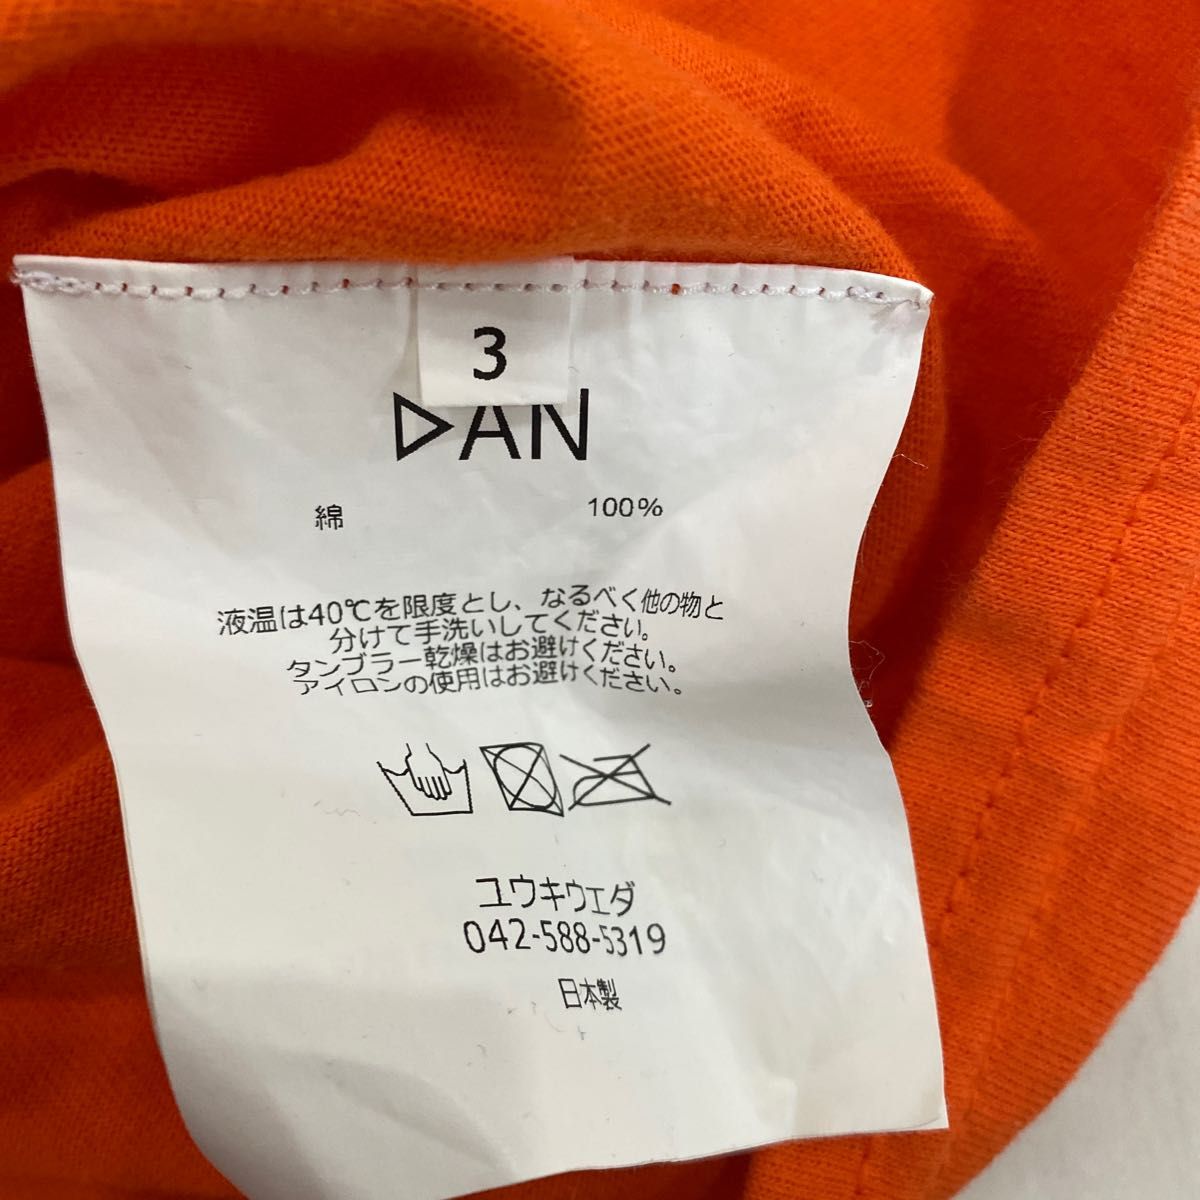 3
▷AN
綿 100%
液温は40℃を限度とし、なるべく他の物と
分けて手洗いしてください。
タンブラー乾燥はお避けください。
アイロンの使用はお避けください。
ユウキウエダ
042-588-5319
日本製